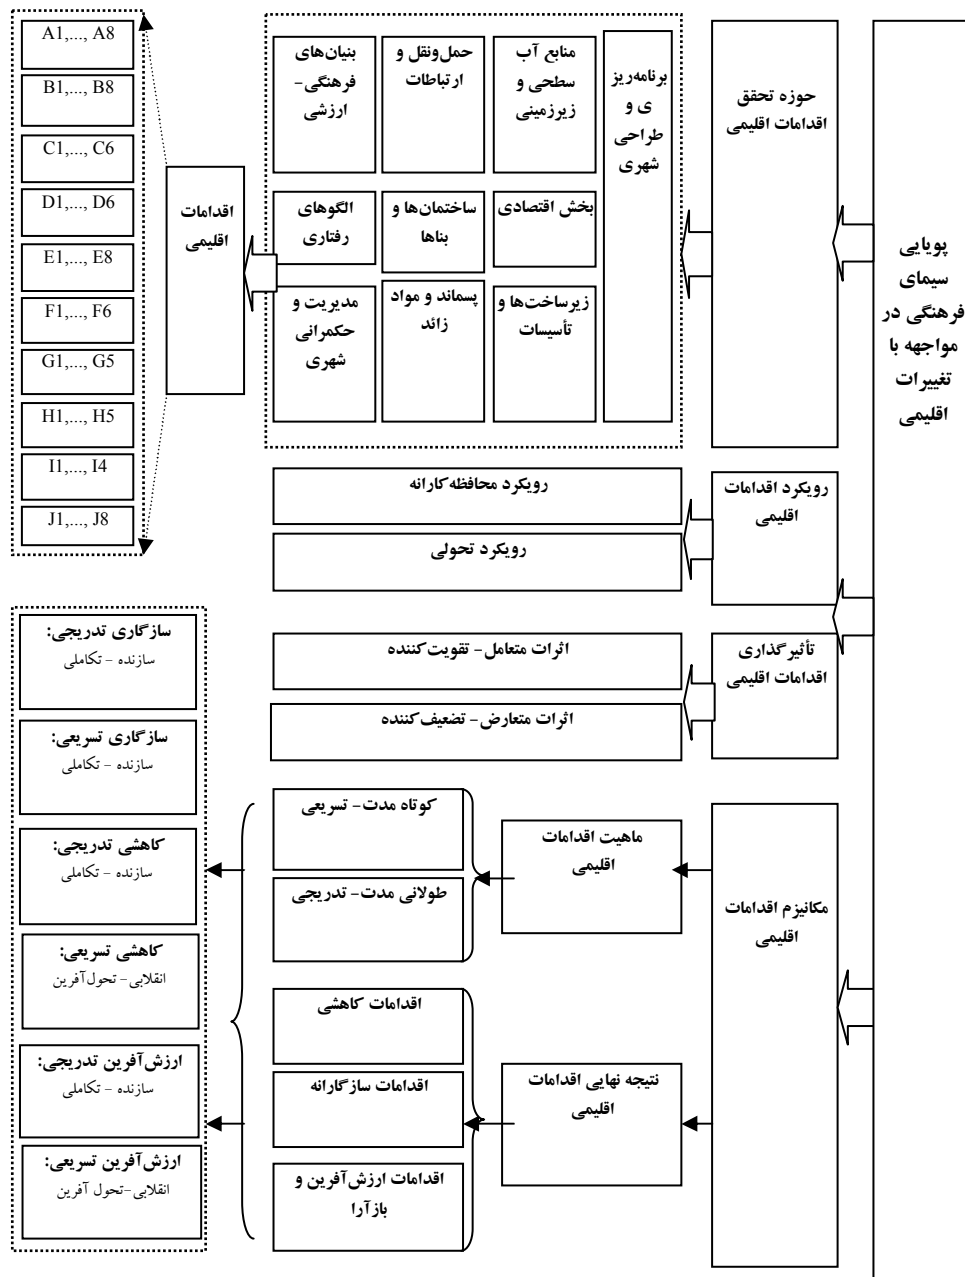 پویایی
سیمای
فرهنگی در
مواجهه با
تغییرات
اقلیمی
حوزه تحقق
اقدامات اقلیمی
برنامه‌ریز
ی و
طراحی
شهری
منابع آب
سطحی و
زیرزمینی
حمل‌ونقل و
ارتباطات
بنیان‌های
فرهنگی-
ارزشی
بخش اقتصادی
ساختمان‌ها و
بناها
الگوهای
رفتاری
زیرساخت‌ها و
تأسیسات
پسماند و مواد
زائد
مدیریت و
حکمرانی
شهری
اقدامات
اقلیمی
A1,..., A8
B1,..., B8
C1,..., C6
D1,..., D6
E1,..., E8
F1,..., F6
G1,..., G5
H1,..., H5
I1,..., I4
J1,..., J8
رویکرد اقدامات
اقلیمی
رویکرد محافظه‌کارانه
رویکرد تحولی
تأثیرگذاری
اقدامات اقلیمی
اثرات متعامل- تقویت‌کننده
اثرات متعارض- تضعیف‌کننده
مکانیزم اقدامات
اقلیمی
ماهیت اقدامات
اقلیمی
کوتاه مدت- تسریعی
طولانی مدت- تدریجی
نتیجه نهایی اقدامات
اقلیمی
اقدامات کاهشی
اقدامات سازگارانه
اقدامات ارزش‌آفرین و
بازآرا
سازگاری تدریجی:
سازنده - تکاملی
سازگاری تسریعی:
سازنده - تکاملی
کاهشی تدریجی:
سازنده - تکاملی
کاهشی تسریعی:
انقلابی- تحول‌آفرین
ارزش‌آفرین تدریجی:
سازنده - تکاملی
ارزش‌آفرین تسریعی:
انقلابی-تحول آفرین